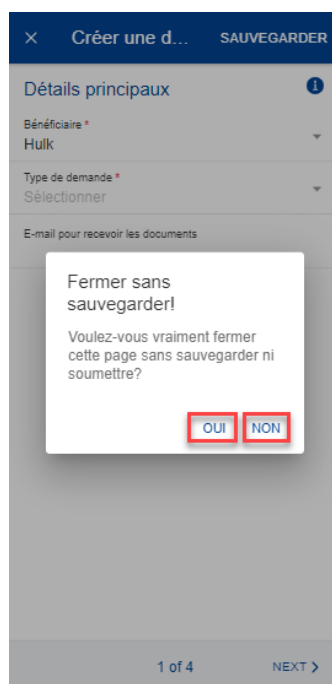 × Créer une d... SAUVEGARDER
Détails principaux
Bénéficiaire *
Hulk
Type de demande *
Sélectionner
E-mail pour recevoir les documents
Fermer sans
sauvegarder!
Voulez-vous vraiment fermer
cette page sans sauvegarder ni
soumettre?
OUI NON
1 of 4 NEXT >